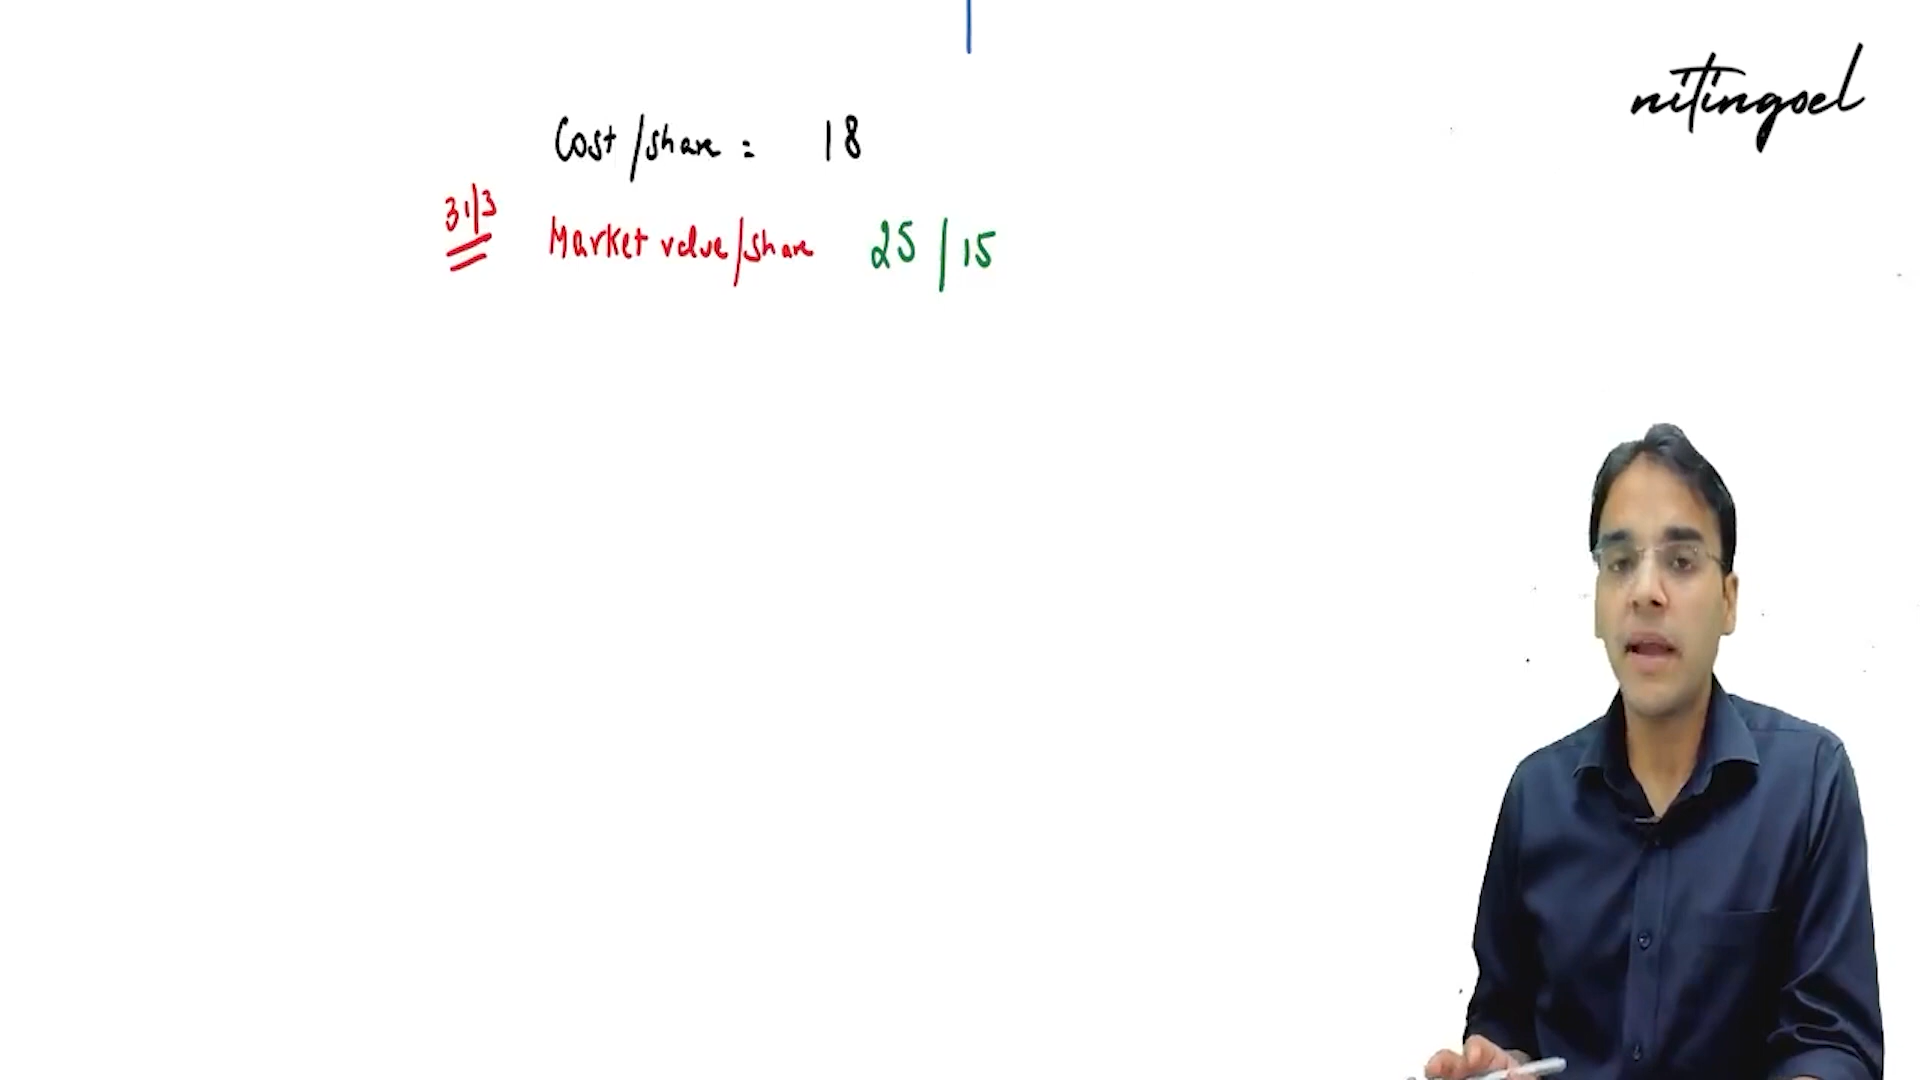 nitingoel
Cost/share = 18
31/3 Market value/share 25/15